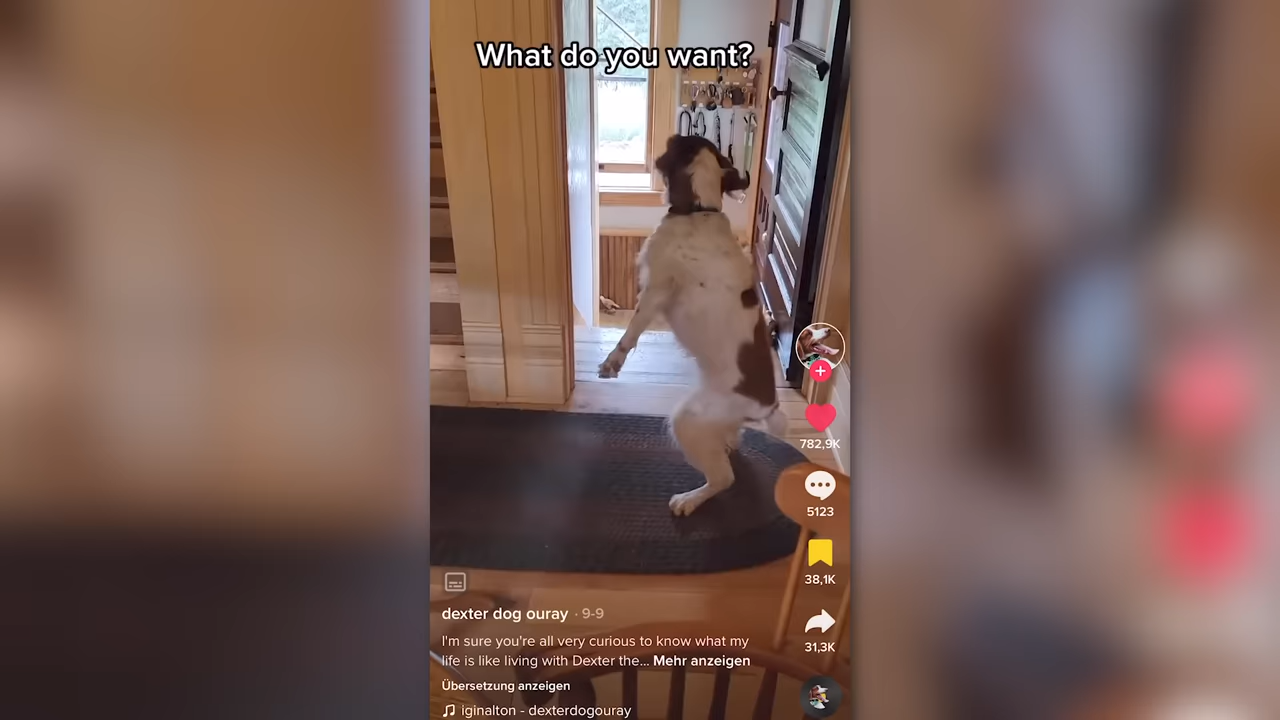 What do you want?
782,9K
5123
38,1K
31,3K
dexter dog ouray · 9-9
I'm sure you're all very curious to know what my
life is like living with Dexter the... Mehr anzeigen
Übersetzung anzeigen
iginalton - dexterdogouray